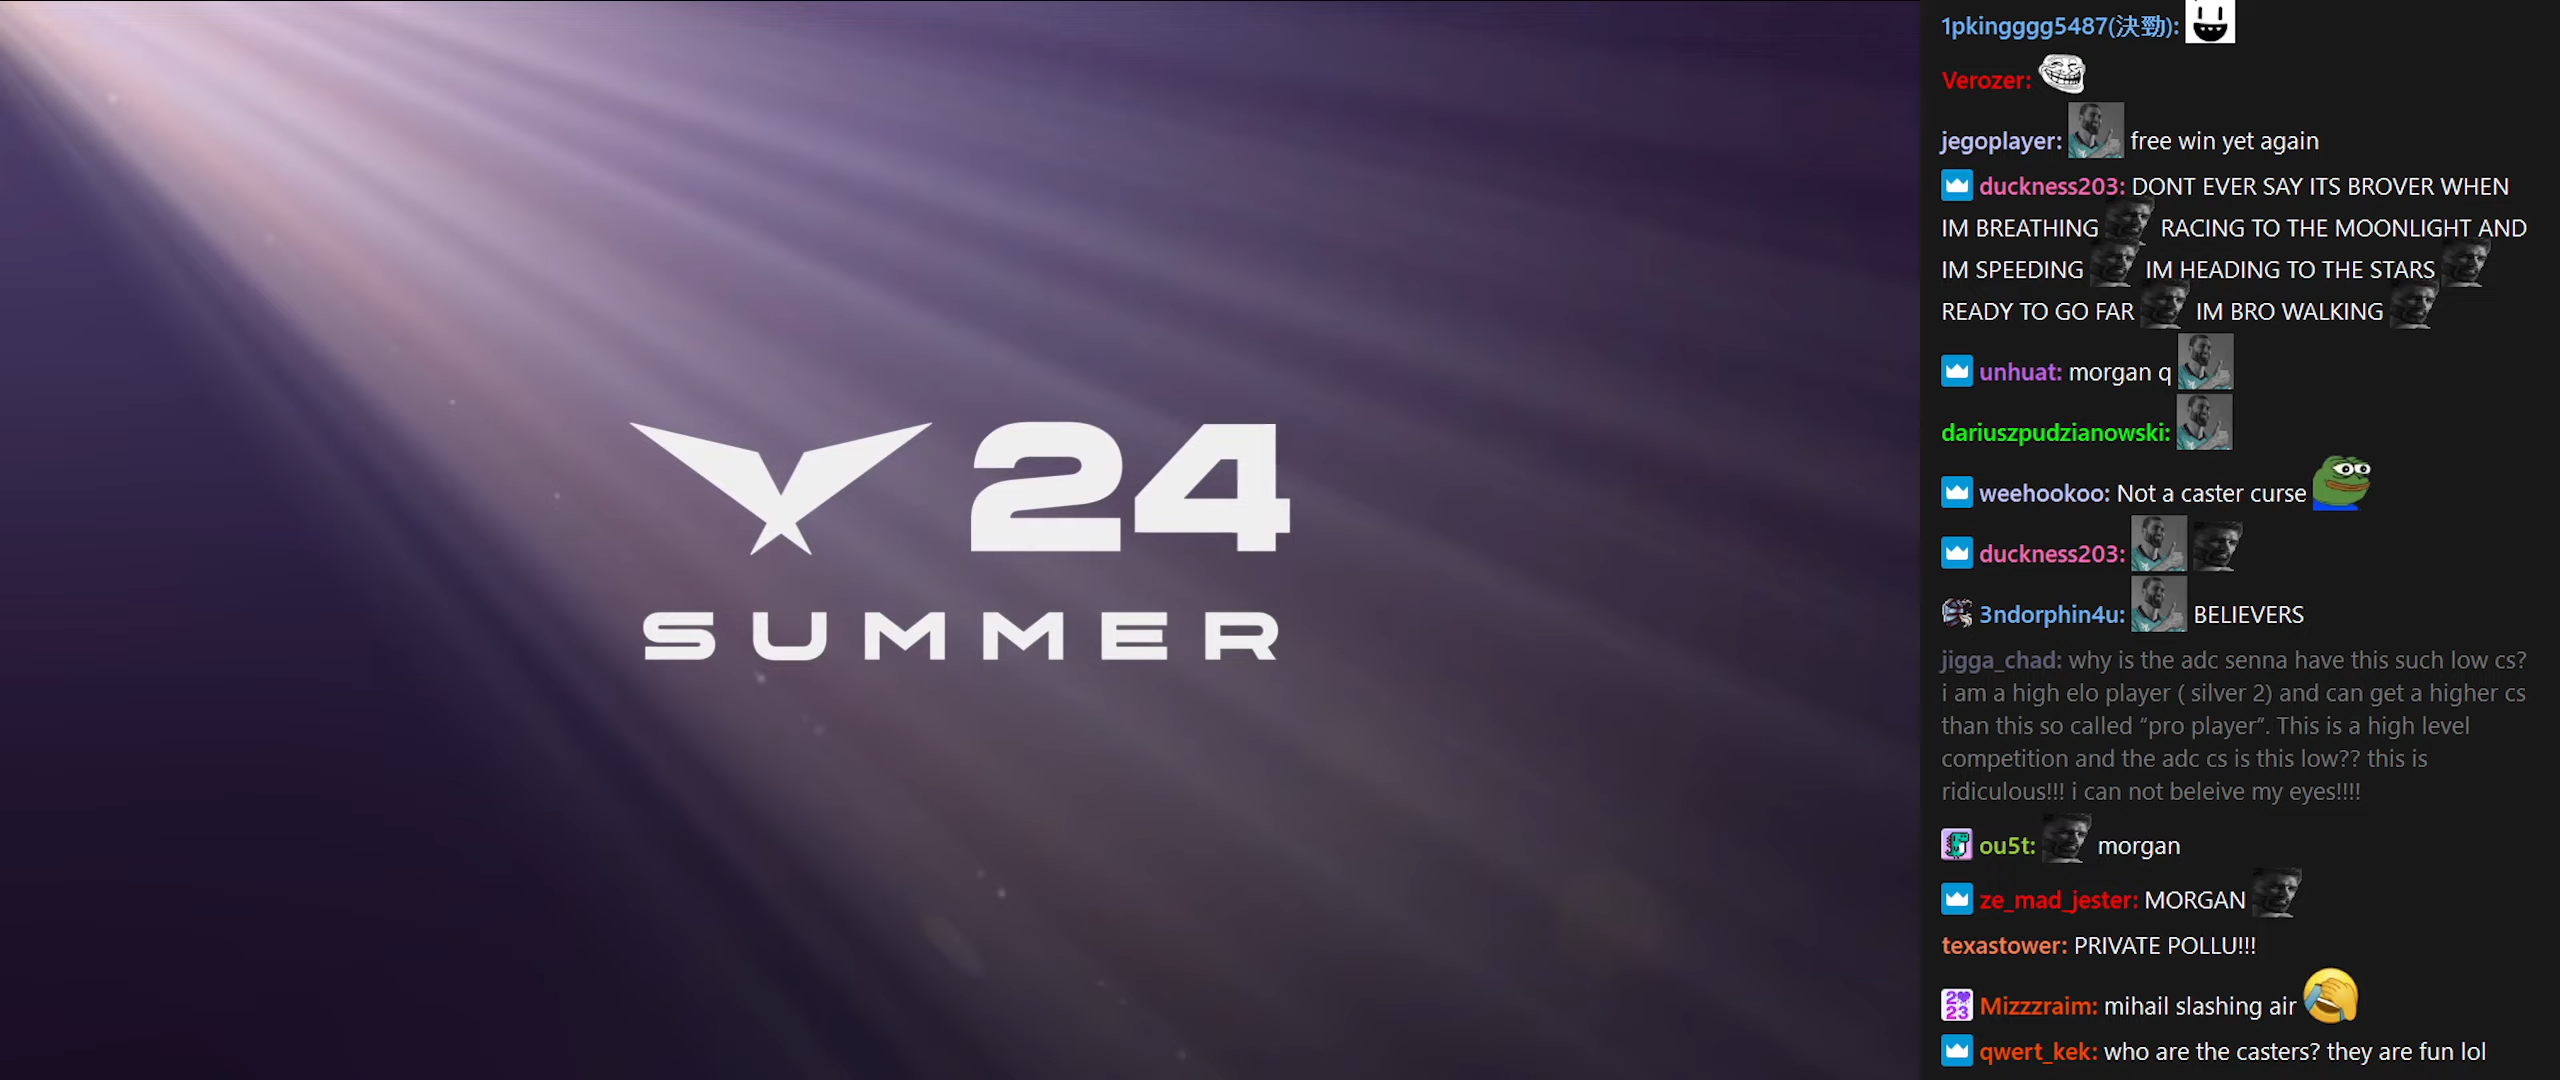 24
SUMMER
1pkingggg5487(決勁):
Verozer:
jegoplayer: free win yet again
duckness203: DONT EVER SAY ITS BROVER WHEN
IM BREATHING RACING TO THE MOONLIGHT AND
IM SPEEDING IM HEADING TO THE STARS
READY TO GO FAR IM BRO WALKING
unhuat: morgan q
dariuszpudzianowski:
weehookoo: Not a caster curse
duckness203:
3ndorphin4u: BELIEVERS
jigga_chad: why is the adc senna have this such low cs?
i am a high elo player ( silver 2) and can get a higher cs
than this so called “pro player”. This is a high level
competition and the adc cs is this low?? this is
ridiculous!!! i can not beleive my eyes!!!!
ou5t: morgan
ze_mad_jester: MORGAN
texastower: PRIVATE POLLU!!!
2023 Mizzzraim: mihail slashing air
qwert_kek: who are the casters? they are fun lol